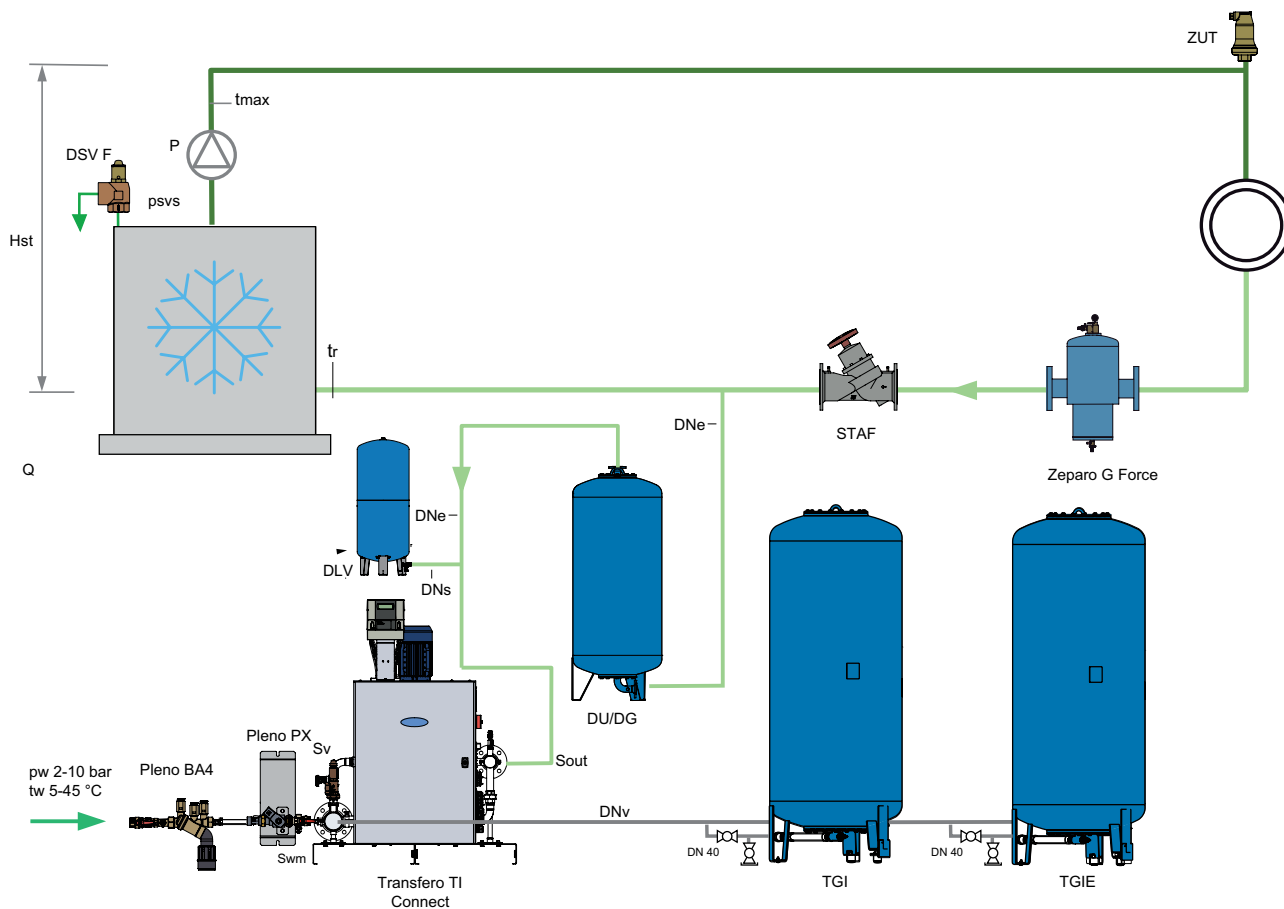 ZUT
tmax
P
DSV F
psvs
Hst
tr
DNe
STAF
Zeparo G Force
Q
DNe
DLV
DNs
DU/DG
Pleno PX
Sv
Sout
Pleno BA4
pw 2-10 bar
tw 5-45 °C
DNv
Swm
DN 40
DN 40
Transfero TI
Connect
TGI
TGIE